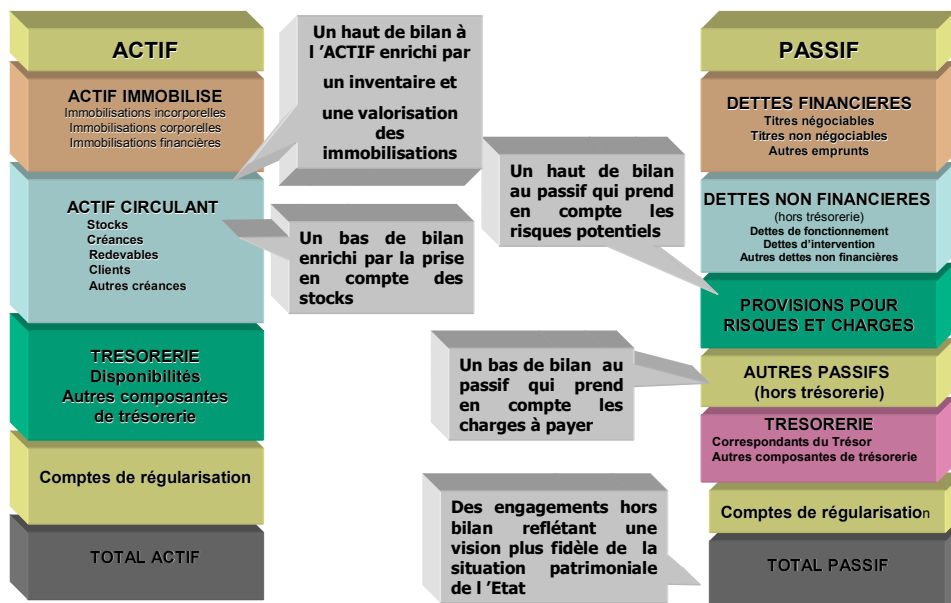 ACTIF
ACTIF IMMOBILISE
Immobilisations incorporelles
Immobilisations corporelles
Immobilisations financières
ACTIF CIRCULANT
Stocks
Créances
Redevables
Clients
Autres créances
TRESORERIE
Disponibilités
Autres composantes
de trésorerie
Comptes de régularisation
TOTAL ACTIF
Un haut de bilan à
l ’ACTIF enrichi par
un inventaire et
une valorisation
des
immobilisations
Un bas de bilan
enrichi par la prise
en compte des
stocks
Un haut de bilan
au passif qui prend
en compte les
risques potentiels
Un bas de bilan au
passif qui prend
en compte les
charges à payer
Des engagements hors
bilan reflétant une
vision plus fidèle de la
situation patrimoniale
de l ’Etat
PASSIF
DETTES FINANCIERES
Titres négociables
Titres non négociables
Autres emprunts
DETTES NON FINANCIERES
(hors trésorerie)
Dettes de fonctionnement
Dettes d’intervention
Autres dettes non financières
PROVISIONS POUR
RISQUES ET CHARGES
AUTRES PASSIFS
(hors trésorerie)
TRESORERIE
Correspondants du Trésor
Autres composantes de trésorerie
Comptes de régularisation
TOTAL PASSIF